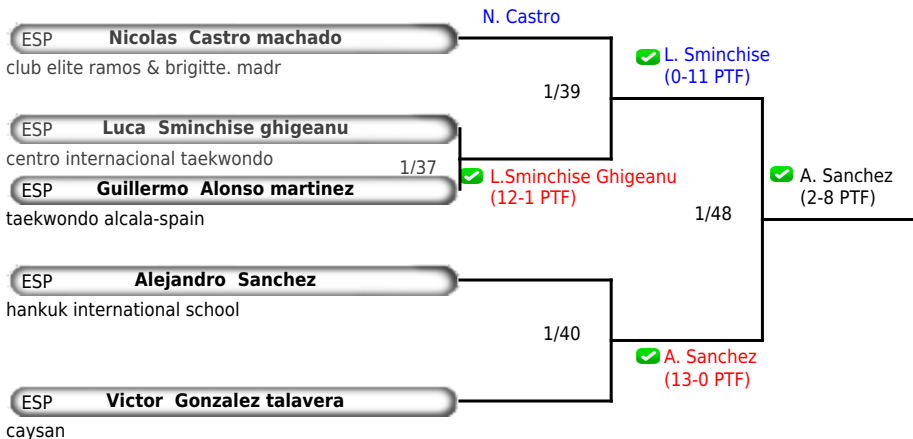 N. Castro
ESP Nicolas Castro machado
club elite ramos & brigitte. madr
L. Sminchise
(0-11 PTF)
1/39
ESP Luca Sminchise ghigeanu
centro internacional taekwondo
1/37
L.Sminchise Ghigeanu
(12-1 PTF)
ESP Guillermo Alonso martinez
taekwondo alcala-spain
A. Sanchez
(2-8 PTF)
1/48
ESP Alejandro Sanchez
hankuk international school
1/40
A. Sanchez
(13-0 PTF)
ESP Victor Gonzalez talavera
caysan